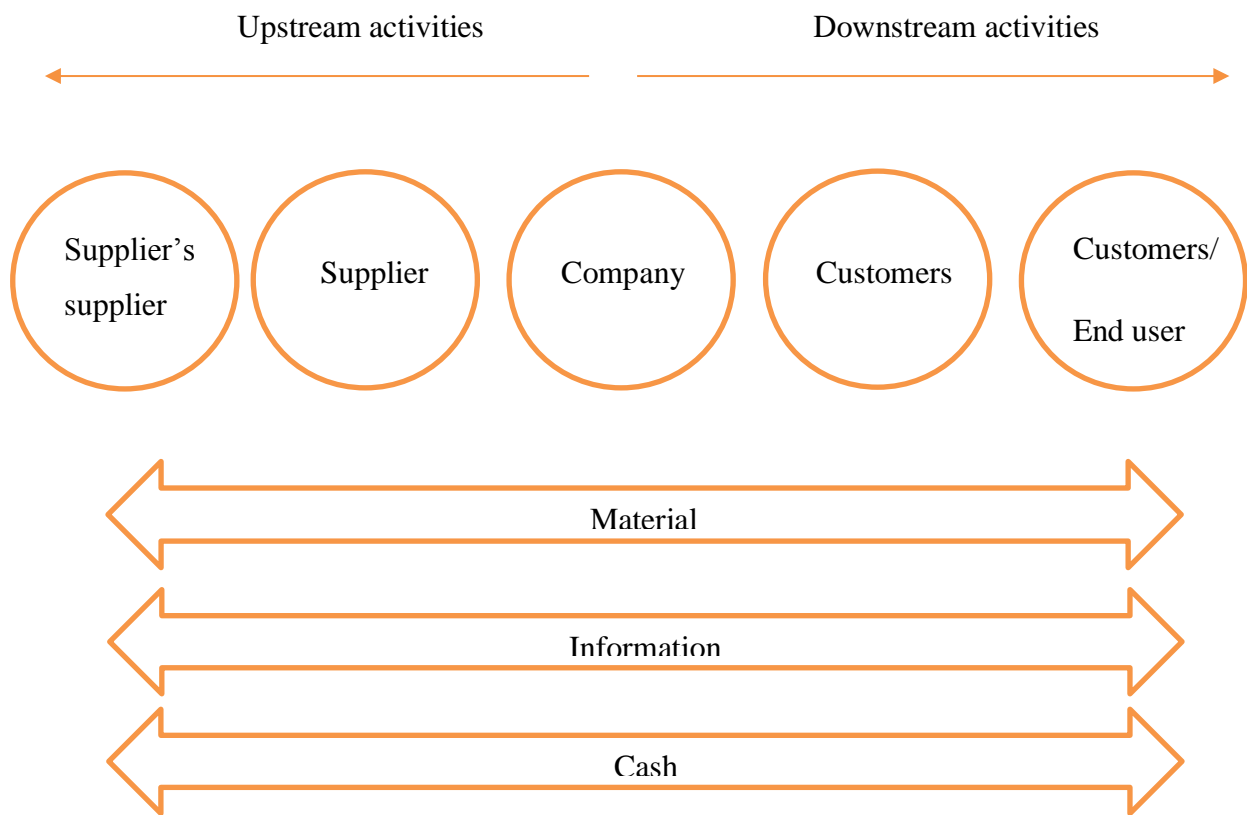 Upstream activities
Downstream activities
Supplier’s
supplier
Supplier
Company
Customers
Customers/
End user
Material
Information
Cash